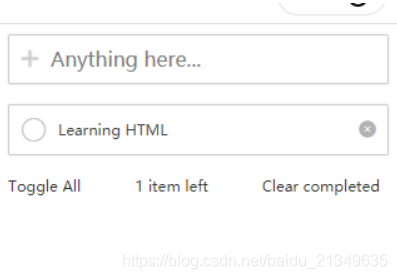 Anything here...
Learning HTML
Toggle All 1 item left Clear completed
https://blog.csdn.net/baidu_21349635